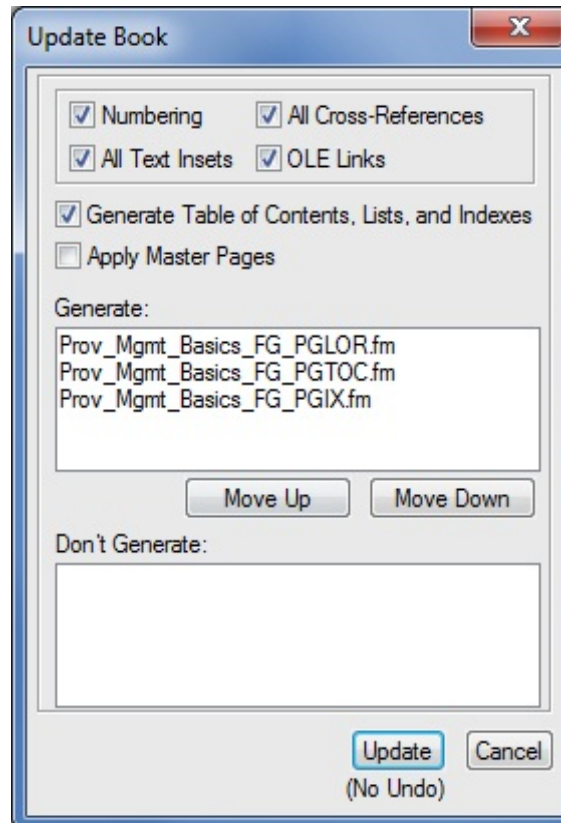 Update Book
Numbering All Cross-References
All Text Insets OLE Links
Generate Table of Contents, Lists, and Indexes
Apply Master Pages
Generate:
Prov_Mgmt_Basics_FG_PGLOR.fm
Prov_Mgmt_Basics_FG_PGTOC.fm
Prov_Mgmt_Basics_FG_PGIX.fm
Move Up Move Down
Don't Generate:
Update Cancel
(No Undo)